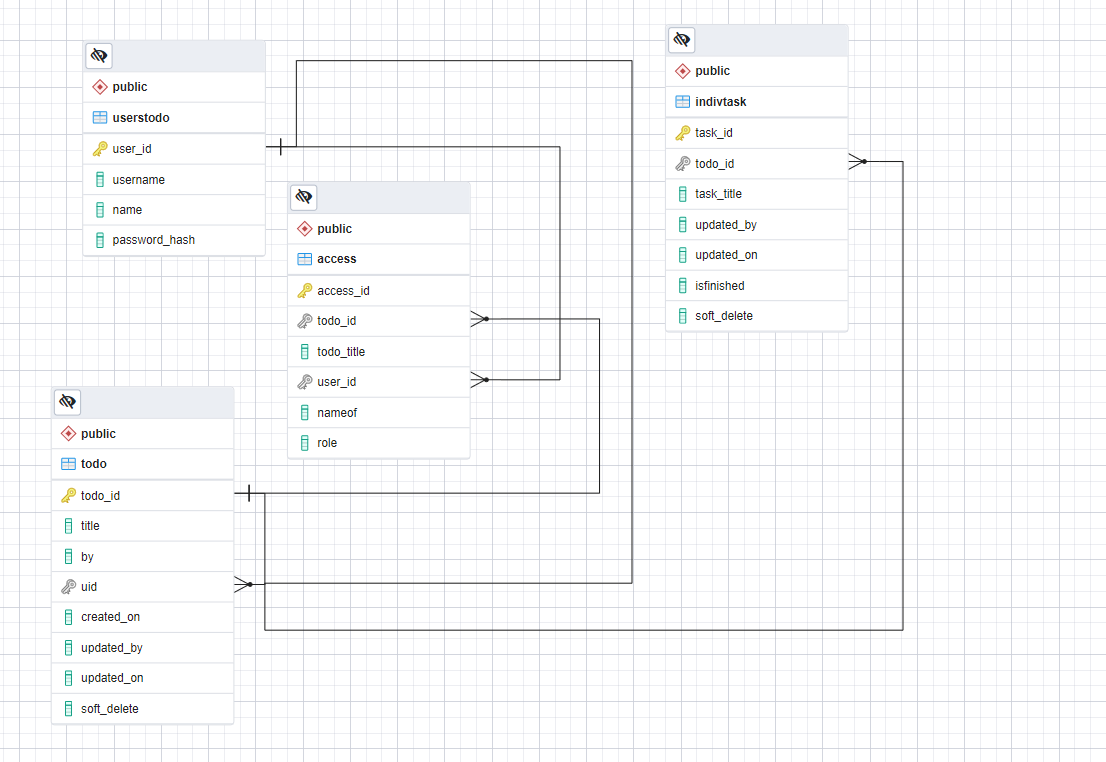 public
userstodo
user_id
username
name
password_hash
public
access
access_id
todo_id
todo_title
user_id
nameof
role
public
indivtask
task_id
todo_id
task_title
updated_by
updated_on
isfinished
soft_delete
public
todo
todo_id
title
by
uid
created_on
updated_by
updated_on
soft_delete